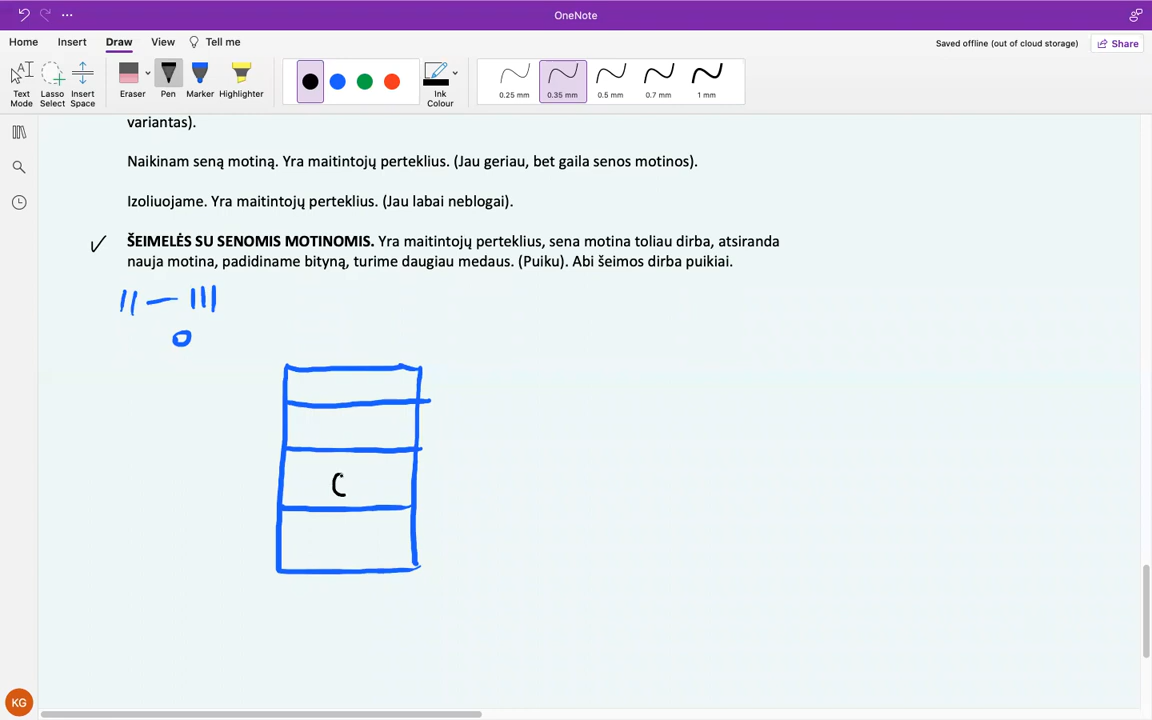 OneNote
Home Insert Draw View Tell me
Saved offline (out of cloud storage) Share
Text Mode
Lasso Select
Insert Space
Eraser
Pen
Marker
Highlighter
Ink Colour
0.25 mm
0.35 mm
0.5 mm
0.7 mm
1 mm
variantas).
Naikinam seną motiną. Yra maitintojų perteklius. (Jau geriau, bet gaila senos motinos).
Izoliuojame. Yra maitintojų perteklius. (Jau labai neblogai).
ŠEIMELĖS SU SENOMIS MOTINOMIS. Yra maitintojų perteklius, sena motina toliau dirba, atsiranda
nauja motina, padidiname bityną, turime daugiau medaus. (Puiku). Abi šeimos dirba puikiai.
KG